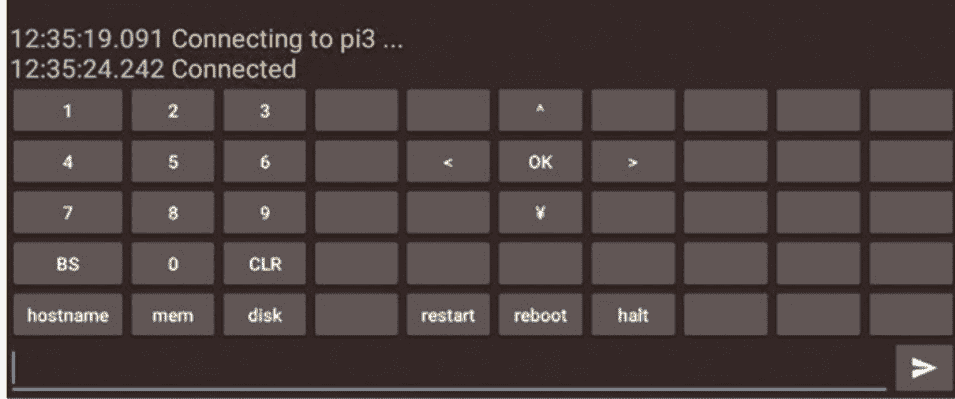 12:35:19.091 Connecting to pi3 ...
12:35:24.242 Connected
1 2 3 ^
4 5 6 < OK >
7 8 9 ¥
BS 0 CLR
hostname mem disk restart reboot halt